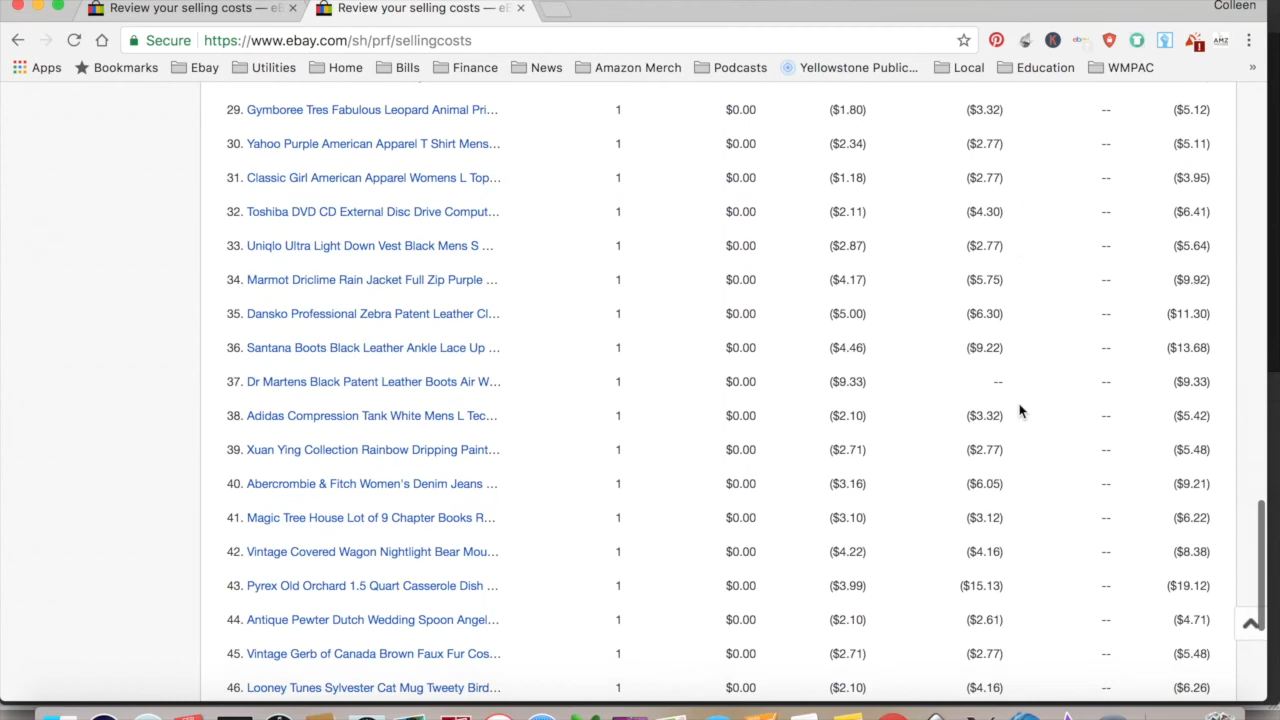 Colleen
Review your selling costs — eB
Review your selling costs — eB
Secure https://www.ebay.com/sh/prf/sellingcosts
Apps Bookmarks Ebay Utilities Home Bills Finance News Amazon Merch Podcasts Yellowstone Public... Local Education WMPAC »
29. Gymboree Tres Fabulous Leopard Animal Pri... 1 $0.00 ($1.80) ($3.32) -- ($5.12)
30. Yahoo Purple American Apparel T Shirt Mens... 1 $0.00 ($2.34) ($2.77) -- ($5.11)
31. Classic Girl American Apparel Womens L Top... 1 $0.00 ($1.18) ($2.77) -- ($3.95)
32. Toshiba DVD CD External Disc Drive Comput... 1 $0.00 ($2.11) ($4.30) -- ($6.41)
33. Uniqlo Ultra Light Down Vest Black Mens S ... 1 $0.00 ($2.87) ($2.77) -- ($5.64)
34. Marmot Driclime Rain Jacket Full Zip Purple ... 1 $0.00 ($4.17) ($5.75) -- ($9.92)
35. Dansko Professional Zebra Patent Leather Cl... 1 $0.00 ($5.00) ($6.30) -- ($11.30)
36. Santana Boots Black Leather Ankle Lace Up ... 1 $0.00 ($4.46) ($9.22) -- ($13.68)
37. Dr Martens Black Patent Leather Boots Air W... 1 $0.00 ($9.33) -- -- ($9.33)
38. Adidas Compression Tank White Mens L Tec... 1 $0.00 ($2.10) ($3.32) -- ($5.42)
39. Xuan Ying Collection Rainbow Dripping Paint... 1 $0.00 ($2.71) ($2.77) -- ($5.48)
40. Abercrombie & Fitch Women's Denim Jeans ... 1 $0.00 ($3.16) ($6.05) -- ($9.21)
41. Magic Tree House Lot of 9 Chapter Books R... 1 $0.00 ($3.10) ($3.12) -- ($6.22)
42. Vintage Covered Wagon Nightlight Bear Mou... 1 $0.00 ($4.22) ($4.16) -- ($8.38)
43. Pyrex Old Orchard 1.5 Quart Casserole Dish ... 1 $0.00 ($3.99) ($15.13) -- ($19.12)
44. Antique Pewter Dutch Wedding Spoon Angel... 1 $0.00 ($2.10) ($2.61) -- ($4.71)
45. Vintage Gerb of Canada Brown Faux Fur Cos... 1 $0.00 ($2.71) ($2.77) -- ($5.48)
46. Looney Tunes Sylvester Cat Mug Tweety Bird... 1 $0.00 ($2.10) ($4.16) -- ($6.26)